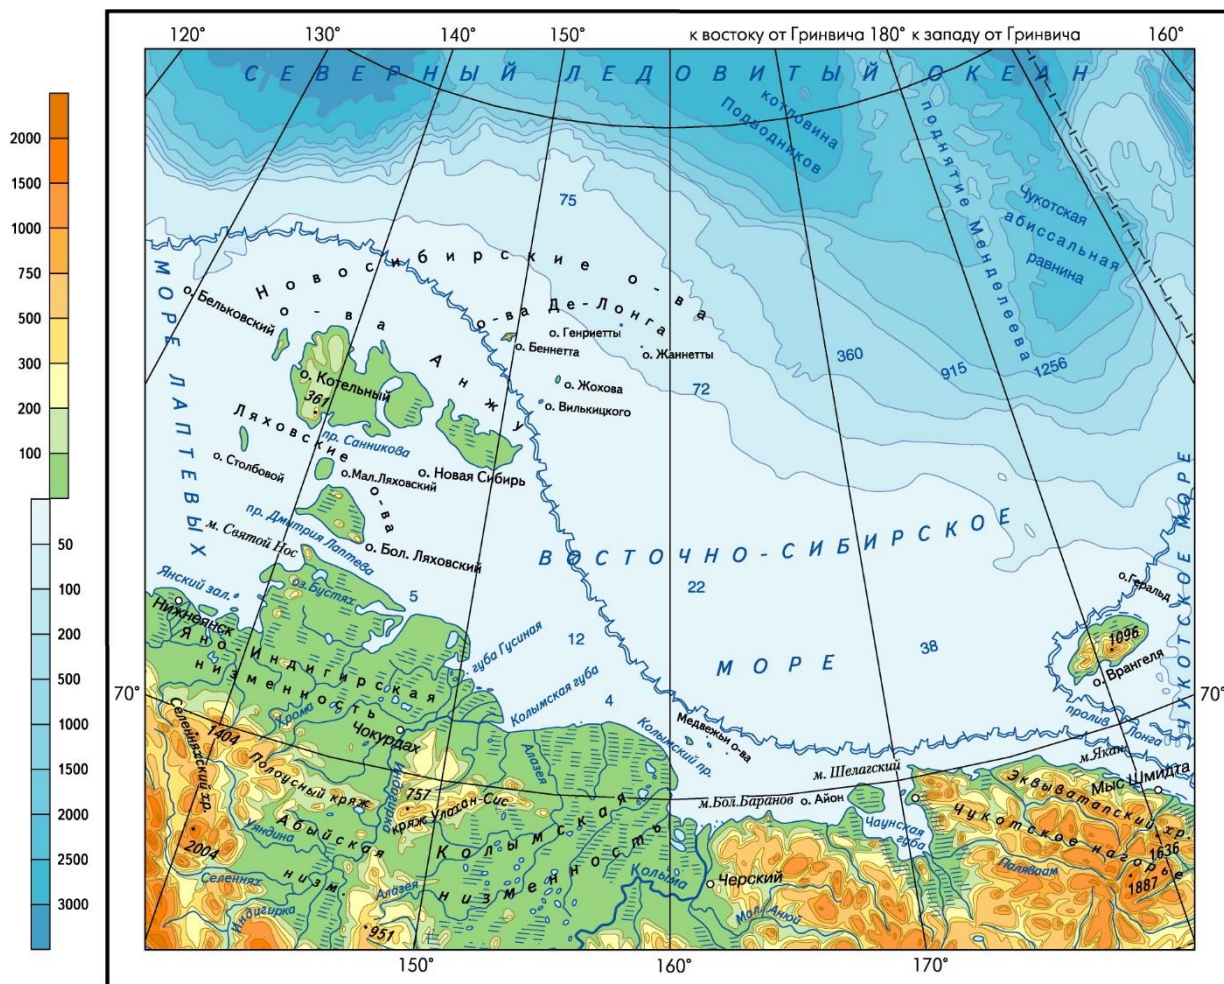 120°
130°
140°
150°
к востоку от Гринвича 180° к западу от Гринвича
160°
СЕВЕРНЫЙ ЛЕДОВИТЫЙ ОКЕАН
котловина
Подводников
поднятие Менделеева
Чукотская
абиссальная
равнина
2000
1500
1000
750
500
300
200
100
50
100
200
500
1000
1500
2000
2500
3000
75
Новосибирские о-ва
МОРЕ ЛАПТЕВЫХ
о. Бельковский
о-ва Анжу
о-ва Де-Лонга
о. Генриетты
о. Беннетта
о. Жаннетты
о. Жохова
о. Вилькицкого
72
360
915
1256
о. Котельный
361
Ляховские о-ва
пр. Санникова
о. Столбовой
о.Мал.Ляховский
о. Новая Сибирь
пр. Дмитрия Лаптева
м. Святой Нос
о. Бол. Ляховский
ВОСТОЧНО-СИБИРСКОЕ
МОРЕ
ЧУКОТСКОЕ МОРЕ
22
5
12
4
38
о.Геральд
1096
о. Врангеля
пролив Лонга
Янский зал.
оз.Бустях
Нижнеянск
Яно-Индигирская
низменность
губа Гусиная
Колымская губа
Колымский пр.
Медвежьи о-ва
70°
70°
Хрома
Чокурдах
Индигирка
Алазея
Селенняхский хр.
1404
Полоусный кряж
757
кряж Улахан-Сис
Абыйская
низм.
Уяндина
2004
Селеннях
Индигирка
Алазея
951
Колымская
низменность
Колыма
Черский
Мал. Анюй
м.Бол.Баранов
о. Айон
м. Шелагский
Чаунская
губа
м.Якан
Мыс Шмидта
Экватапский хр.
Чукотское нагорье
Паляваам
1636
1887
150°
160°
170°